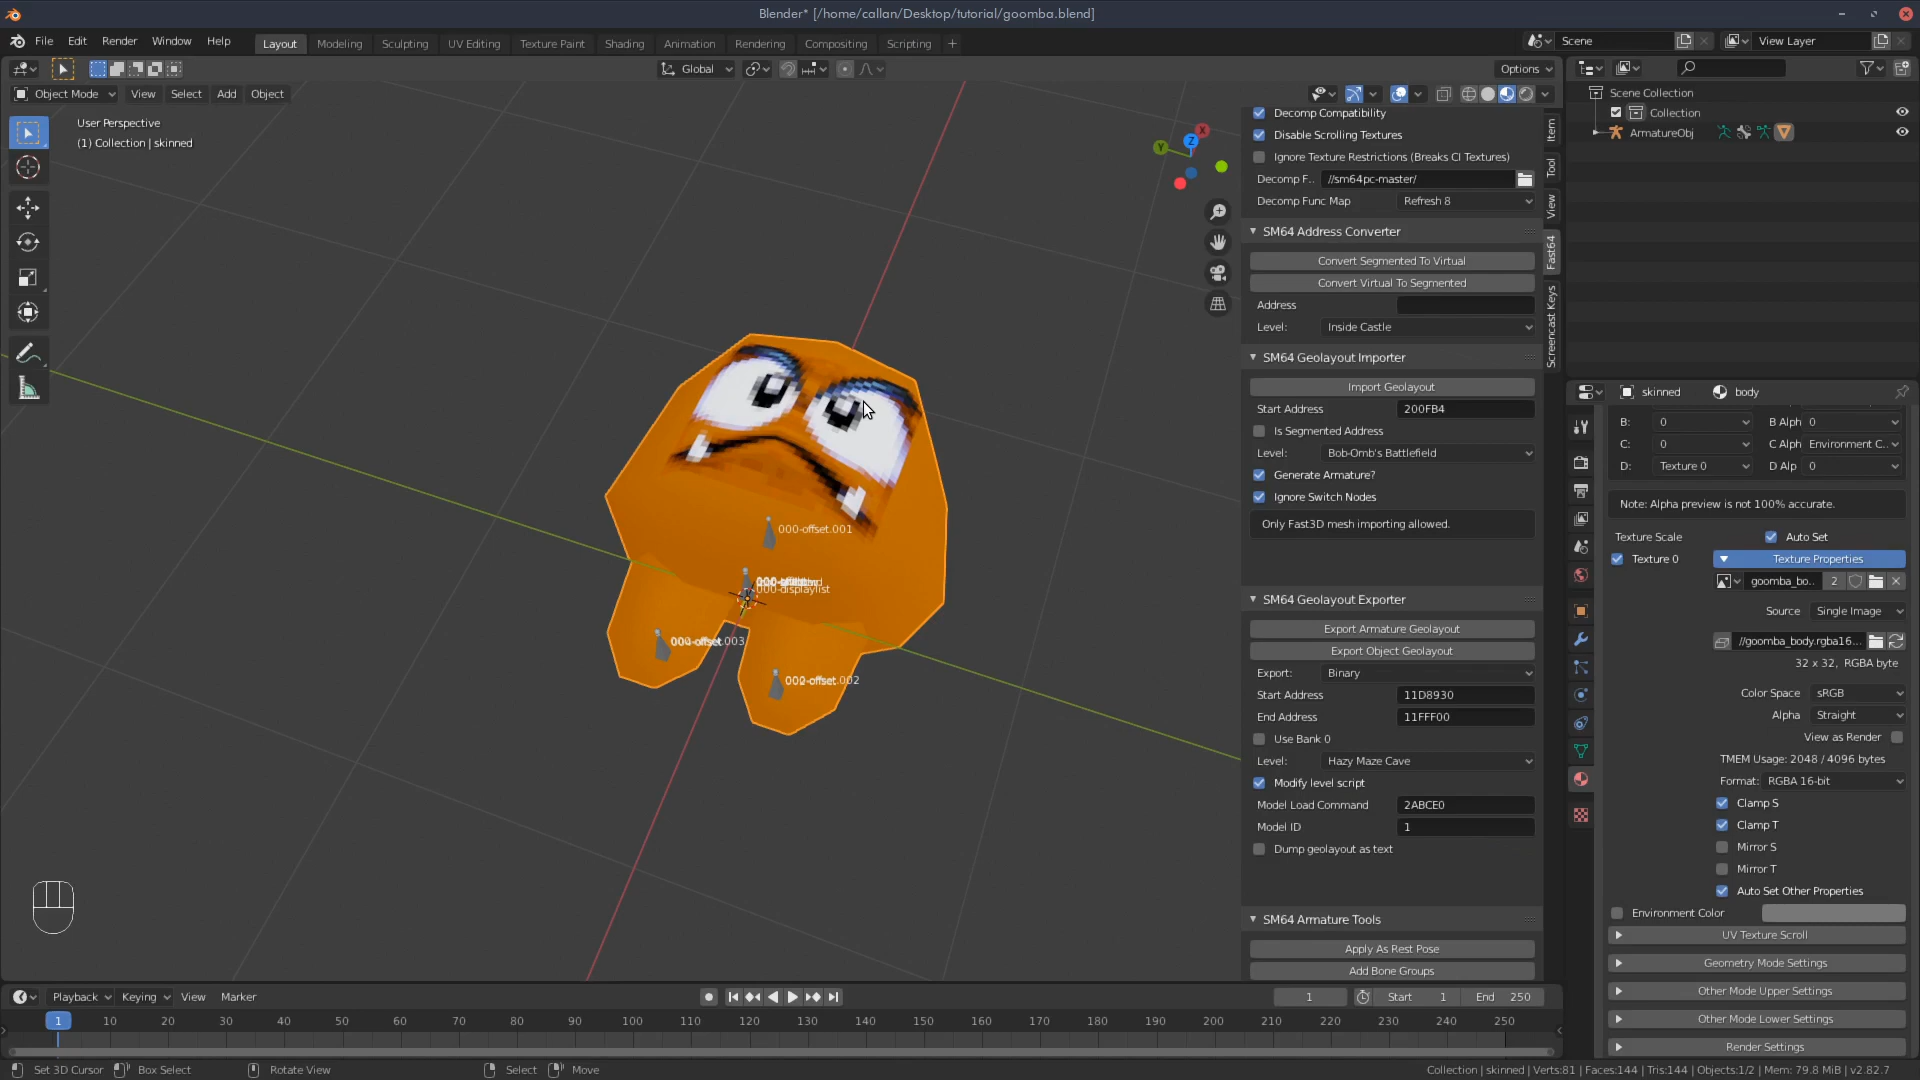 Blender* [/home/callan/Desktop/tutorial/goomba.blend]
File Edit Render Window Help
Layout Modeling Sculpting UV Editing Texture Paint Shading Animation Rendering Compositing Scripting +
Scene
View Layer
Global
Options
Object Mode View Select Add Object
User Perspective
(1) Collection | skinned
X
Y
Z
000-offset.001
000-displaylist
000-offset.003
002-offset.002
Decomp Compatibility
Disable Scrolling Textures
Ignore Texture Restrictions (Breaks CI Textures)
Decomp F.. //sm64pc-master/
Decomp Func Map Refresh 8
SM64 Address Converter
Convert Segmented To Virtual
Convert Virtual To Segmented
Address
Level: Inside Castle
SM64 Geolayout Importer
Import Geolayout
Start Address 200FB4
Is Segmented Address
Level: Bob-Omb's Battlefield
Generate Armature?
Ignore Switch Nodes
Only Fast3D mesh importing allowed.
SM64 Geolayout Exporter
Export Armature Geolayout
Export Object Geolayout
Export: Binary
Start Address 11D8930
End Address 11FFF00
Use Bank 0
Level: Hazy Maze Cave
Modify level script
Model Load Command 2ABCE0
Model ID 1
Dump geolayout as text
SM64 Armature Tools
Apply As Rest Pose
Add Bone Groups
Item
Tool
View
Fast64
Screencast Keys
Scene Collection
Collection
ArmatureObj
skinned body
B: 0 B Alph 0
C: 0 C Alph Environment C..
D: Texture 0 D Alp 0
Note: Alpha preview is not 100% accurate.
Texture Scale Auto Set
Texture 0 Texture Properties
goomba_bo.. 2
Source Single Image
//goomba_body.rgba16...
32 x 32, RGBA byte
Color Space sRGB
Alpha Straight
View as Render
TMEM Usage: 2048 / 4096 bytes
Format: RGBA 16-bit
Clamp S
Clamp T
Mirror S
Mirror T
Auto Set Other Properties
Environment Color
UV Texture Scroll
Geometry Mode Settings
Other Mode Upper Settings
Other Mode Lower Settings
Render Settings
Playback Keying View Marker
1 Start 1 End 250
1 10 20 30 40 50 60 70 80 90 100 110 120 130 140 150 160 170 180 190 200 210 220 230 240 250
Set 3D Cursor Box Select Rotate View Select Move
Collection | skinned | Verts:81 | Faces:144 | Tris:144 | Objects:1/2 | Mem: 79.8 MiB | v2.82.7